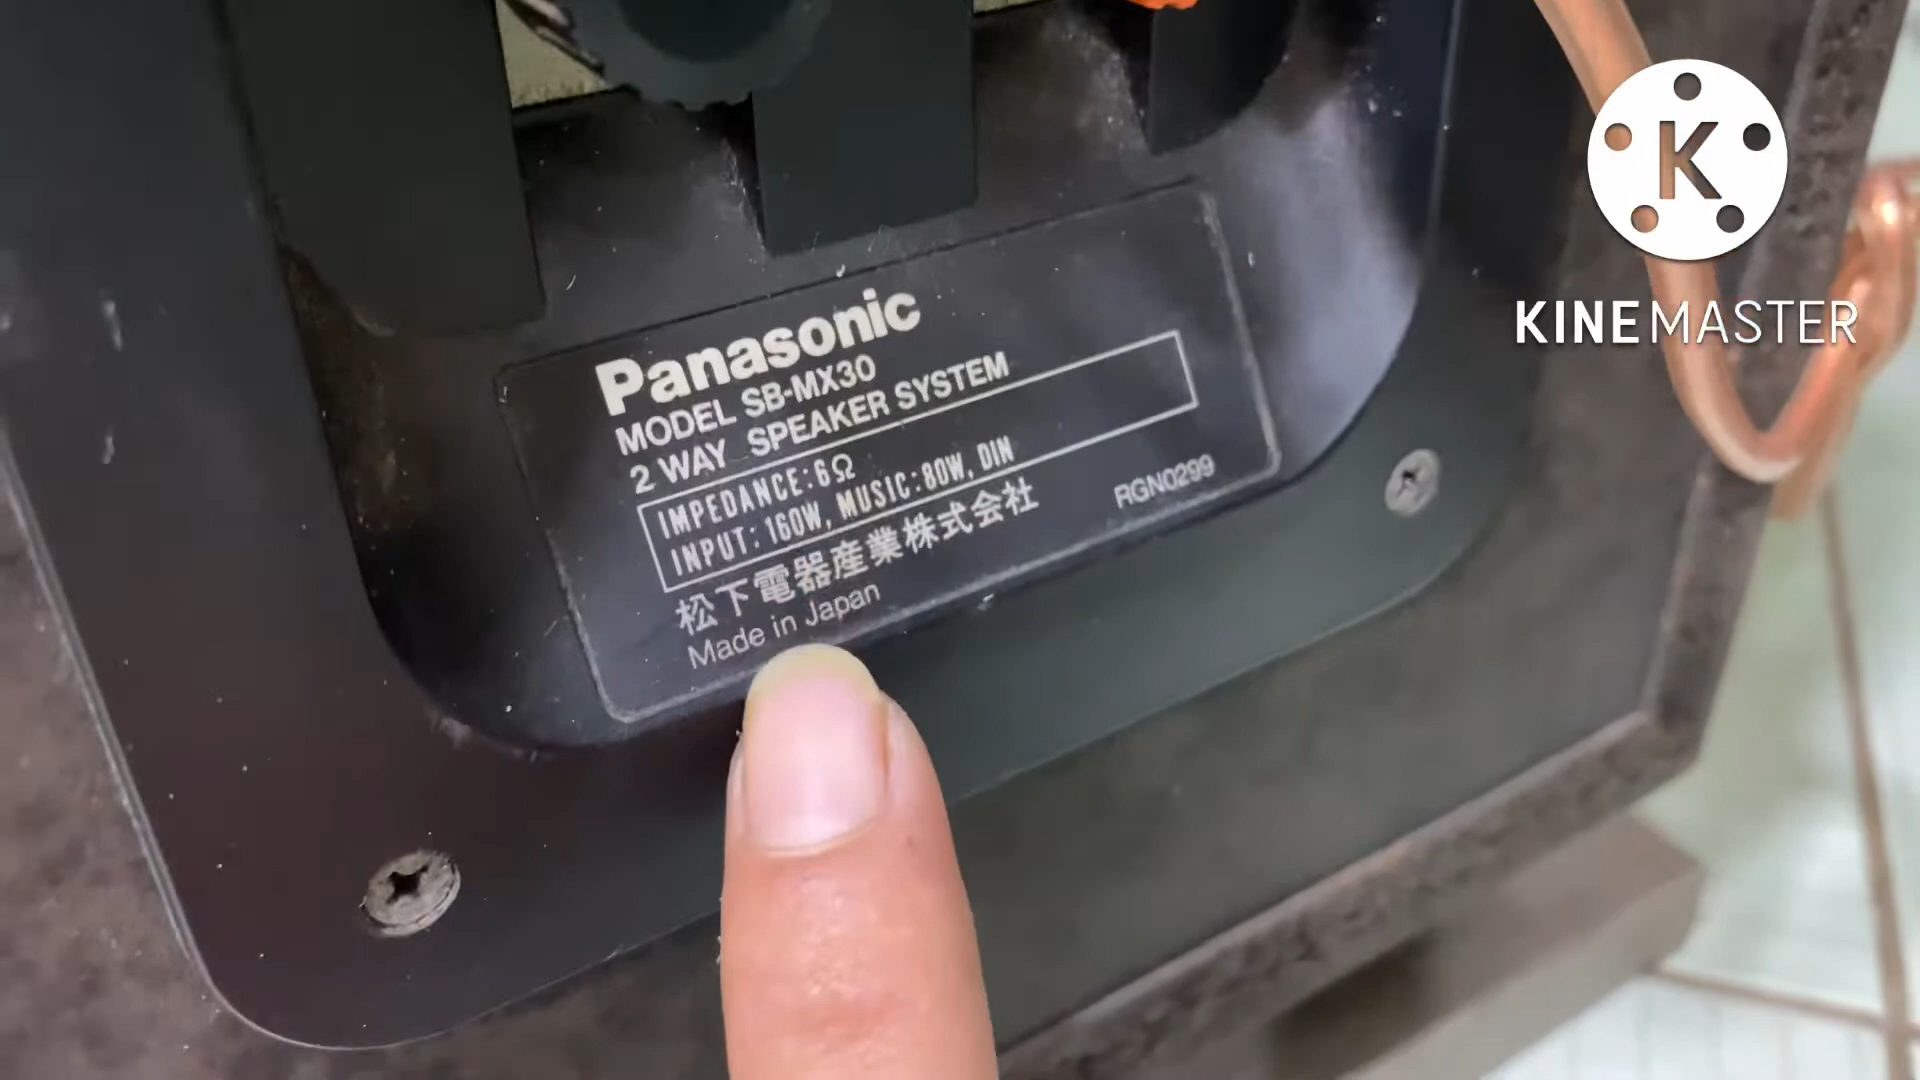 Panasonic
MODEL SB-MX30
2 WAY SPEAKER SYSTEM
IMPEDANCE:6Ω
INPUT: 160W, MUSIC:80W, DIN
松下電器産業株式会社
RGN0299
Made in Japan
K
KINEMASTER